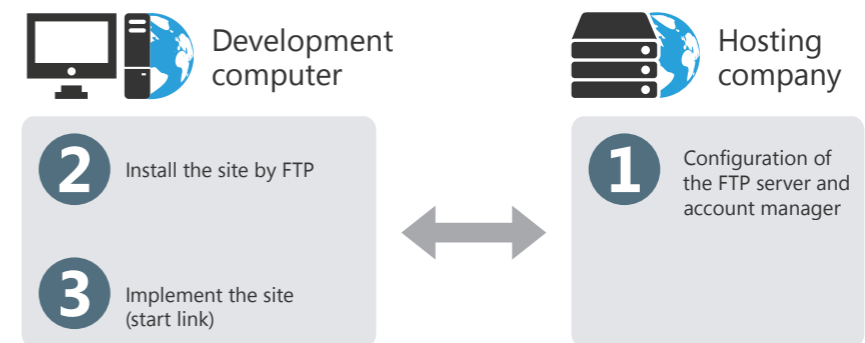 Development
computer
Hosting
company
2
Install the site by FTP
3
Implement the site
(start link)
1
Configuration of
the FTP server and
account manager